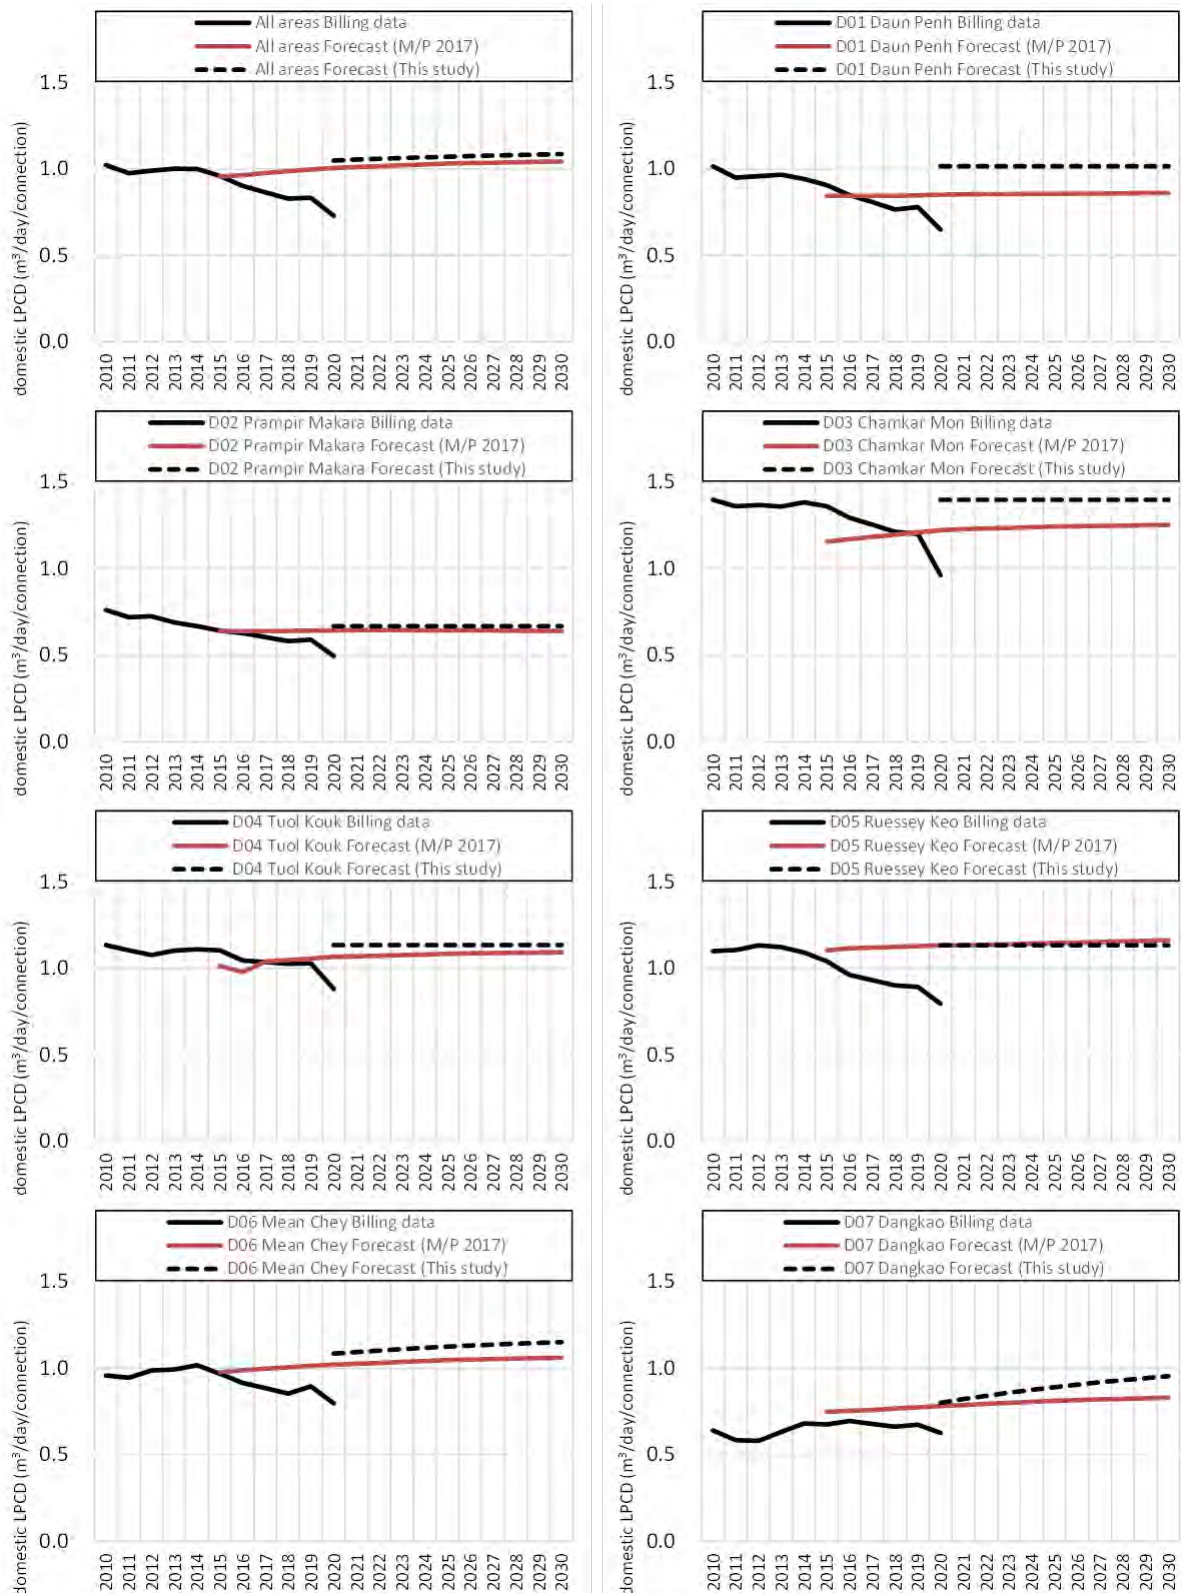 All areas Billing data
All areas Forecast (M/P 2017)
All areas Forecast (This study)
domestic LPCD (m³/day/connection)
1.5
1.0
0.5
0.0
2010 2011 2012 2013 2014 2015 2016 2017 2018 2019 2020 2021 2022 2023 2024 2025 2026 2027 2028 2029 2030
D01 Daun Penh Billing data
D01 Daun Penh Forecast (M/P 2017)
D01 Daun Penh Forecast (This study)
domestic LPCD (m³/day/connection)
1.5
1.0
0.5
0.0
2010 2011 2012 2013 2014 2015 2016 2017 2018 2019 2020 2021 2022 2023 2024 2025 2026 2027 2028 2029 2030
D02 Prampir Makara Billing data
D02 Prampir Makara Forecast (M/P 2017)
D02 Prampir Makara Forecast (This study)
domestic LPCD (m³/day/connection)
1.5
1.0
0.5
0.0
2010 2011 2012 2013 2014 2015 2016 2017 2018 2019 2020 2021 2022 2023 2024 2025 2026 2027 2028 2029 2030
D03 Chamkar Mon Billing data
D03 Chamkar Mon Forecast (M/P 2017)
D03 Chamkar Mon Forecast (This study)
domestic LPCD (m³/day/connection)
1.5
1.0
0.5
0.0
2010 2011 2012 2013 2014 2015 2016 2017 2018 2019 2020 2021 2022 2023 2024 2025 2026 2027 2028 2029 2030
D04 Tuol Kouk Billing data
D04 Tuol Kouk Forecast (M/P 2017)
D04 Tuol Kouk Forecast (This study)
domestic LPCD (m³/day/connection)
1.5
1.0
0.5
0.0
2010 2011 2012 2013 2014 2015 2016 2017 2018 2019 2020 2021 2022 2023 2024 2025 2026 2027 2028 2029 2030
D05 Ruessey Keo Billing data
D05 Ruessey Keo Forecast (M/P 2017)
D05 Ruessey Keo Forecast (This study)
domestic LPCD (m³/day/connection)
1.5
1.0
0.5
0.0
2010 2011 2012 2013 2014 2015 2016 2017 2018 2019 2020 2021 2022 2023 2024 2025 2026 2027 2028 2029 2030
D06 Mean Chey Billing data
D06 Mean Chey Forecast (M/P 2017)
D06 Mean Chey Forecast (This study)
domestic LPCD (m³/day/connection)
1.5
1.0
0.5
0.0
2010 2011 2012 2013 2014 2015 2016 2017 2018 2019 2020 2021 2022 2023 2024 2025 2026 2027 2028 2029 2030
D07 Dangkao Billing data
D07 Dangkao Forecast (M/P 2017)
D07 Dangkao Forecast (This study)
domestic LPCD (m³/day/connection)
1.5
1.0
0.5
0.0
2010 2011 2012 2013 2014 2015 2016 2017 2018 2019 2020 2021 2022 2023 2024 2025 2026 2027 2028 2029 2030